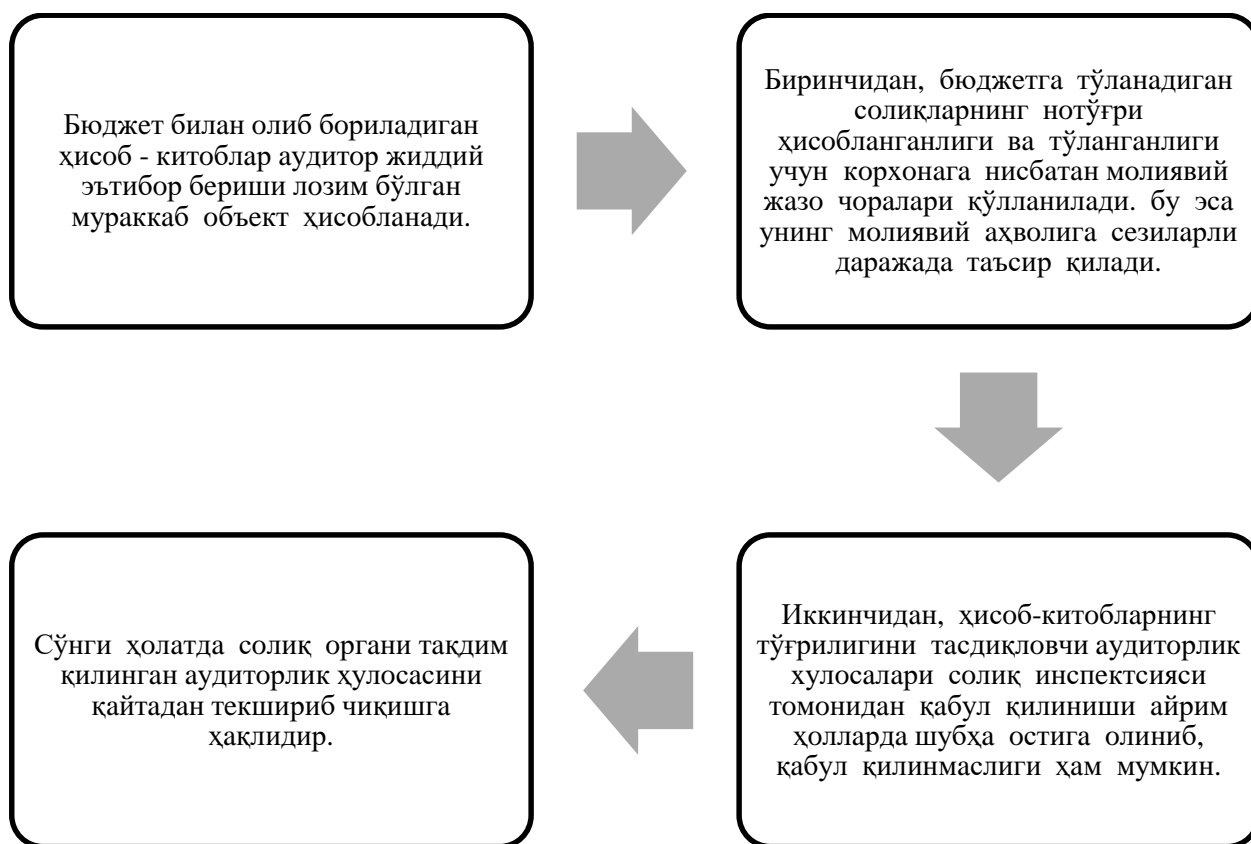 Бюджет билан олиб бориладиган
ҳисоб - китоблар аудитор жиддий
эътибор бериши лозим бўлган
мураккаб объект ҳисобланади.
Биринчидан, бюджетга тўланадиган
солиқларнинг нотўғри
ҳисобланганлиги ва тўланганлиги
учун корхонага нисбатан молиявий
жазо чоралари қўлланилади. бу эса
унинг молиявий аҳволига сезиларли
даражада таъсир қилади.
Иккинчидан, ҳисоб-китобларнинг
тўғрилигини тасдиқловчи аудиторлик
хулосалари солиқ инспектсияси
томонидан қабул қилиниши айрим
ҳолларда шубҳа остига олиниб,
қабул қилинмаслиги ҳам мумкин.
Сўнги ҳолатда солиқ органи тақдим
қилинган аудиторлик ҳулосасини
қайтадан текшириб чиқишга
ҳақлидир.